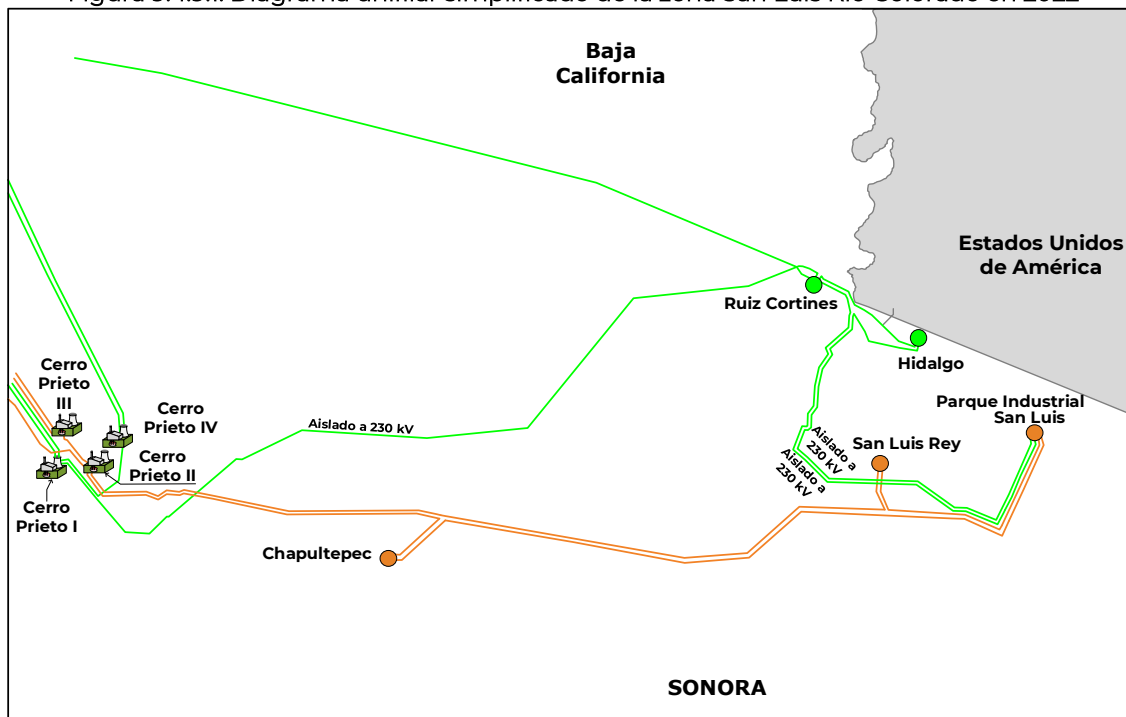 Baja
California
Estados Unidos
de América
Ruiz Cortines
Hidalgo
Cerro
Prieto
III
Cerro
Prieto IV
Parque Industrial
San Luis
Aislado a 230 kV
Aislado a
230 kV
Aislado a
230 kV
San Luis Rey
Cerro
Prieto II
Cerro
Prieto I
Chapultepec
SONORA